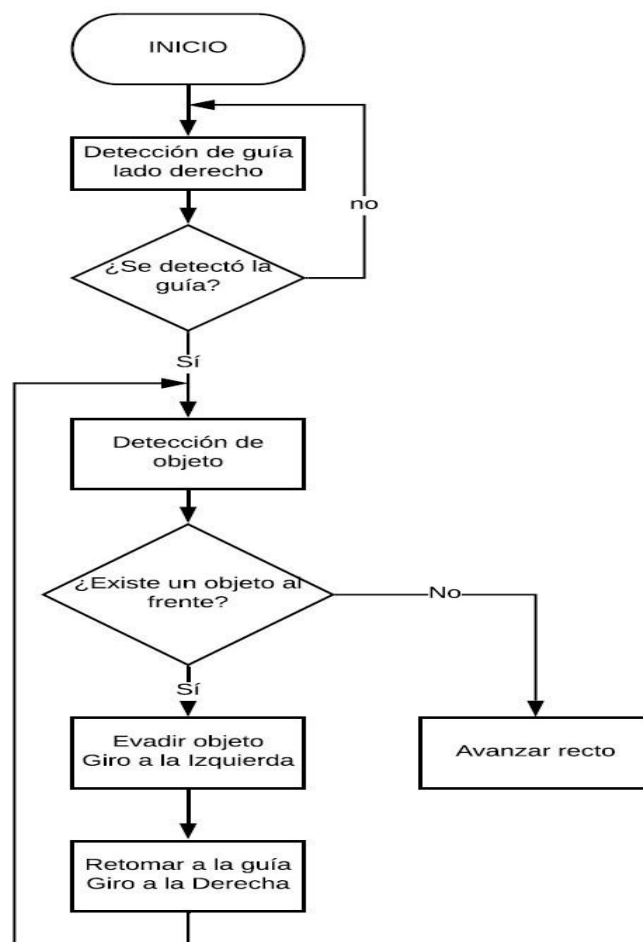 INICIO
Detección de guía
lado derecho
no
¿Se detectó la
guía?
Sí
Detección de
objeto
¿Existe un objeto al
frente?
No
Sí
Evadir objeto
Giro a la Izquierda
Avanzar recto
Retomar a la guía
Giro a la Derecha